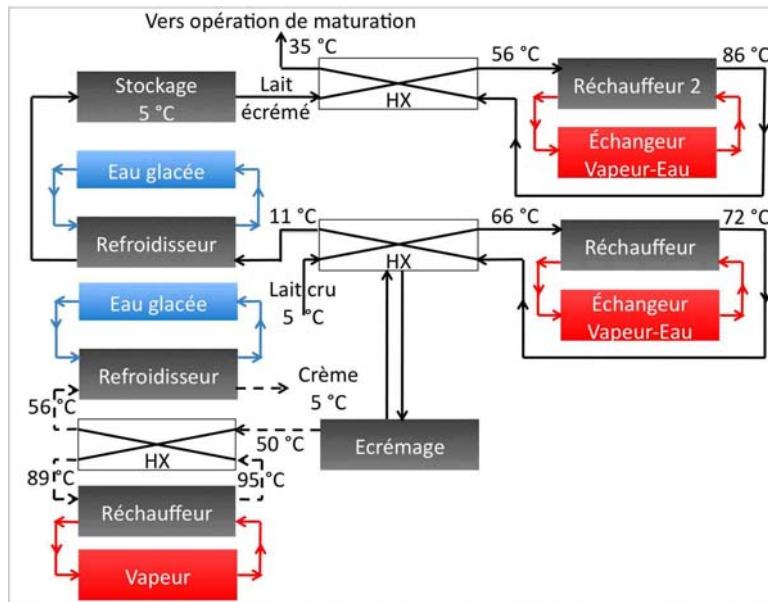 Vers opération de maturation
35 °C
56 °C
86 °C
Stockage
5 °C
Lait
écrémé
HX
Réchauffeur 2
Échangeur
Vapeur-Eau
Eau glacée
Refroidisseur
11 °C
66 °C
72 °C
HX
Réchauffeur
Lait cru
5 °C
Échangeur
Vapeur-Eau
Eau glacée
Refroidisseur
Crème
5 °C
56 °C
50 °C
Ecrémage
HX
89 °C
95 °C
Réchauffeur
Vapeur